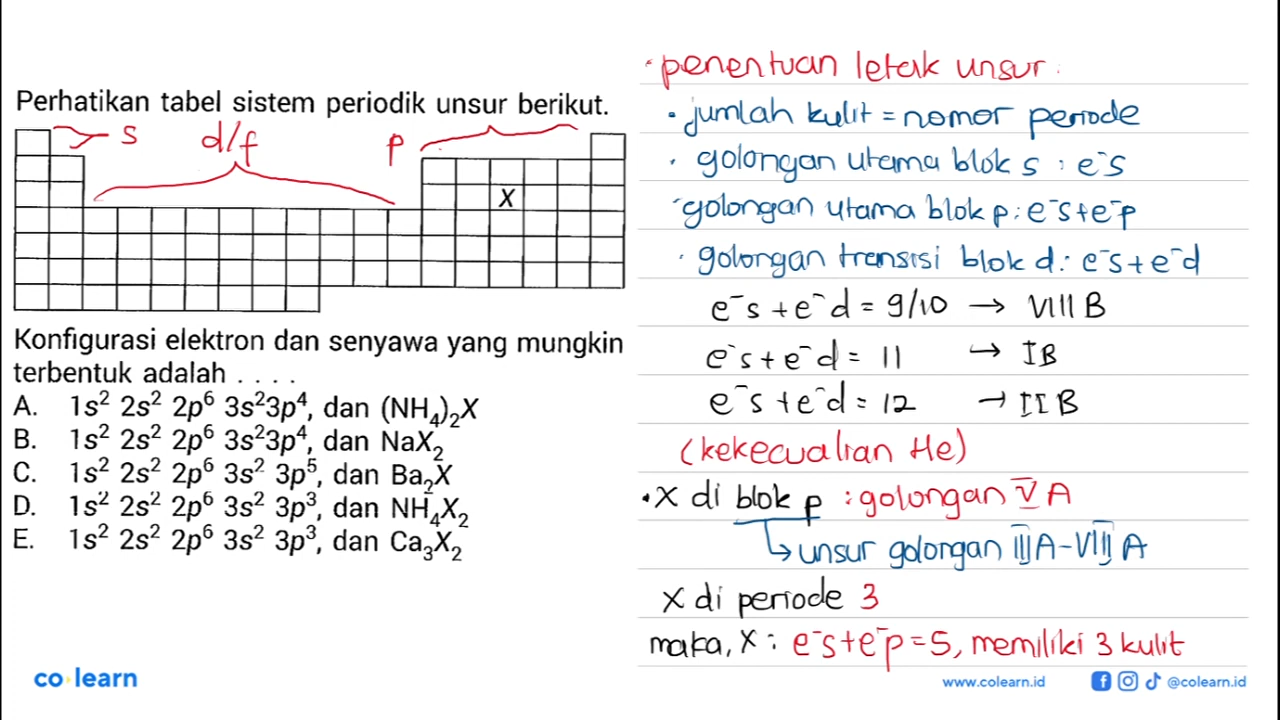 Perhatikan tabel sistem periodik unsur berikut.
s
d/f
p
X
Konfigurasi elektron dan senyawa yang mungkin
terbentuk adalah . . . .
A. 1s² 2s² 2p⁶ 3s²3p⁴, dan (NH₄)₂X
B. 1s² 2s² 2p⁶ 3s²3p⁴, dan NaX₂
C. 1s² 2s² 2p⁶ 3s² 3p⁵, dan Ba₂X
D. 1s² 2s² 2p⁶ 3s² 3p³, dan NH₄X₂
E. 1s² 2s² 2p⁶ 3s² 3p³, dan Ca₃X₂
co learn
• penentuan letak unsur :
• jumlah kulit = nomor periode
• golongan utama blok s : e⁻s
• golongan utama blok p : e⁻s + e⁻p
• golongan transisi blok d : e⁻s + e⁻d
e⁻s + e⁻d = 9/10 → VIII B
e⁻s + e⁻d = 11 → IB
e⁻s + e⁻d = 12 → IIB
(kekecualian He)
• X di blok p : golongan V A
↳ unsur golongan IIIA - VIIIA
X di periode 3
maka, X : e⁻s + e⁻p = 5, memiliki 3 kulit
www.colearn.id @colearn.id